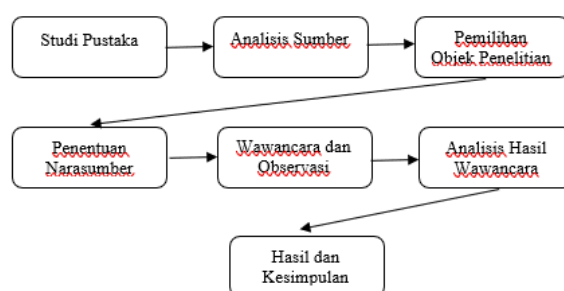 Studi Pustaka
Analisis Sumber
Pemilihan
Objek Penelitian
Penentuan
Narasumber
Wawancara dan
Observasi
Analisis Hasil
Wawancara
Hasil dan
Kesimpulan